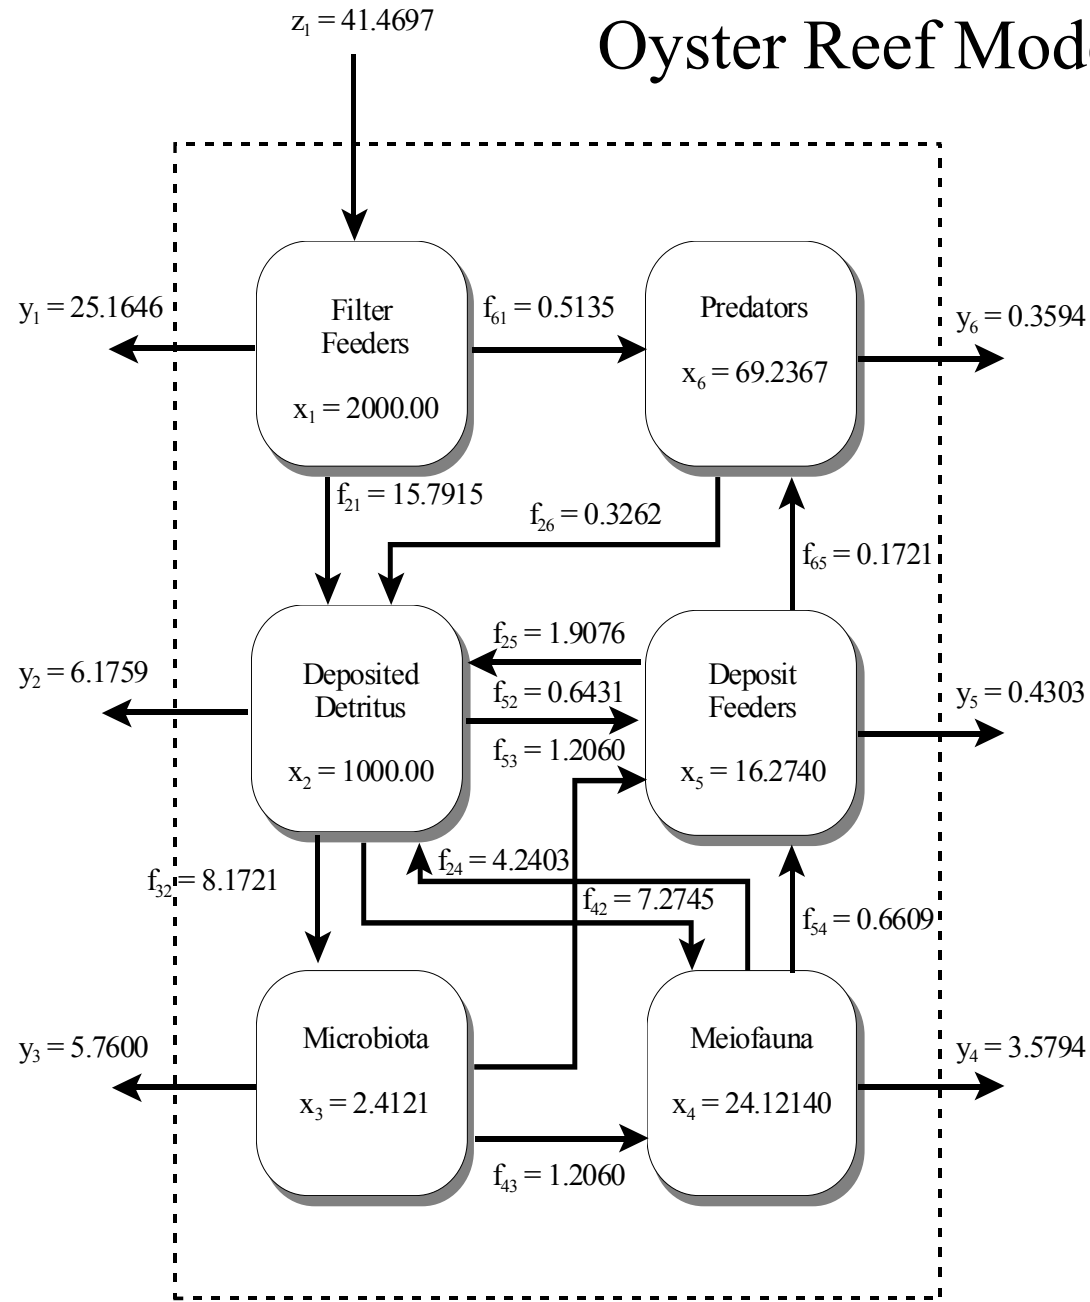 z₁ = 41.4697
Oyster Reef Mod
y₁ = 25.1646
Filter
Feeders
x₁ = 2000.00
f₆₁ = 0.5135
Predators
x₆ = 69.2367
y₆ = 0.3594
f₂₁ = 15.7915
f₂₆ = 0.3262
f₆₅ = 0.1721
y₂ = 6.1759
Deposited
Detritus
x₂ = 1000.00
f₂₅ = 1.9076
f₅₂ = 0.6431
f₅₃ = 1.2060
Deposit
Feeders
x₅ = 16.2740
y₅ = 0.4303
f₃₂ = 8.1721
f₂₄ = 4.2403
f₄₂ = 7.2745
f₅₄ = 0.6609
y₃ = 5.7600
Microbiota
x₃ = 2.4121
f₄₃ = 1.2060
Meiofauna
x₄ = 24.12140
y₄ = 3.5794